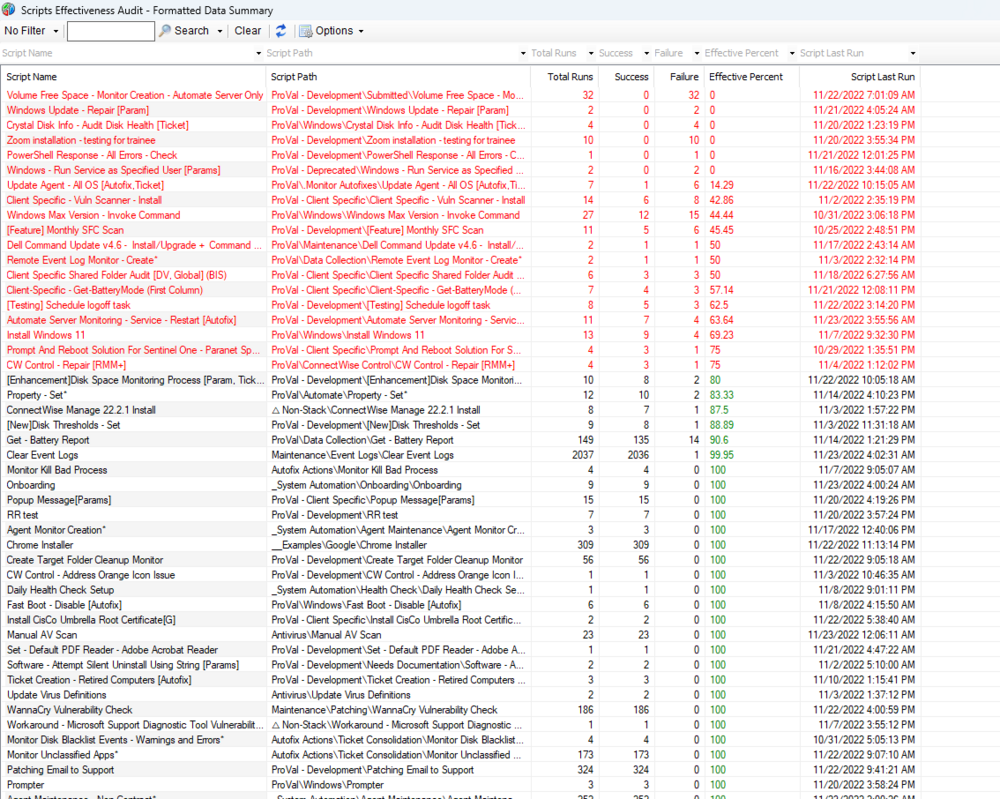 Scripts Effectiveness Audit - Formatted Data Summary
No Filter Search Clear Options
Script Name Script Path Total Runs Success Failure Effective Percent Script Last Run
Script Name Script Path Total Runs Success Failure Effective Percent Script Last Run
Volume Free Space - Monitor Creation - Automate Server Only ProVal - Development\Submitted\Volume Free Space - Mo... 32 0 32 0 11/22/2022 7:01:09 AM
Windows Update - Repair [Param] ProVal - Development\Windows Update - Repair [Param] 2 0 2 0 11/21/2022 4:05:24 AM
Crystal Disk Info - Audit Disk Health [Ticket] ProVal\Windows\Crystal Disk Info - Audit Disk Health [Tick... 4 0 4 0 11/20/2022 1:23:19 PM
Zoom installation - testing for trainee ProVal - Development\Zoom installation - testing for trainee 10 0 10 0 11/20/2022 3:55:34 PM
PowerShell Response - All Errors - Check ProVal - Development\PowerShell Response - All Errors - C... 1 0 1 0 11/21/2022 12:01:25 PM
Windows - Run Service as Specified User [Params] ProVal - Deprecated\Windows - Run Service as Specified ... 2 0 2 0 11/16/2022 3:44:08 AM
Update Agent - All OS [Autofix,Ticket] ProVal\.Monitor Autofixes\Update Agent - All OS [Autofix,Ti... 7 1 6 14.29 11/22/2022 10:15:05 AM
Client Specific - Vuln Scanner - Install ProVal - Client Specific\Client Specific - Vuln Scanner - Install 14 6 8 42.86 11/2/2022 2:35:19 PM
Windows Max Version - Invoke Command ProVal\Windows\Windows Max Version - Invoke Command 27 12 15 44.44 10/31/2022 3:06:18 PM
[Feature] Monthly SFC Scan ProVal - Development\[Feature] Monthly SFC Scan 11 5 6 45.45 10/25/2022 2:48:51 PM
Dell Command Update v4.6 - Install/Upgrade + Command ... ProVal\Maintenance\Dell Command Update v4.6 - Install/... 2 1 1 50 11/17/2022 2:43:14 AM
Remote Event Log Monitor - Create* ProVal\Data Collection\Remote Event Log Monitor - Create* 2 1 1 50 11/3/2022 2:32:14 PM
Client Specific Shared Folder Audit [DV, Global] (BIS) ProVal - Client Specific\Client Specific Shared Folder Audit ... 6 3 3 50 11/18/2022 6:27:56 AM
Client-Specific - Get-BatteryMode (First Column) ProVal - Client Specific\Client-Specific - Get-BatteryMode (... 7 4 3 57.14 11/21/2022 12:08:11 PM
[Testing] Schedule logoff task ProVal - Development\[Testing] Schedule logoff task 8 5 3 62.5 11/22/2022 3:14:20 PM
Automate Server Monitoring - Service - Restart [Autofix] ProVal - Development\Automate Server Monitoring - Servic... 11 7 4 63.64 11/23/2022 3:55:56 AM
Install Windows 11 ProVal\Windows\Install Windows 11 13 9 4 69.23 11/7/2022 9:32:30 PM
Prompt And Reboot Solution For Sentinel One - Paranet Sp... ProVal - Client Specific\Prompt And Reboot Solution For S... 4 3 1 75 10/29/2022 1:35:51 PM
CW Control - Repair [RMM+] ProVal\ConnectWise Control\CW Control - Repair [RMM+] 4 3 1 75 11/4/2022 1:12:02 PM
[Enhancement]Disk Space Monitoring Process [Param, Tick... ProVal - Development\[Enhancement]Disk Space Monitori... 10 8 2 80 11/22/2022 10:05:18 AM
Property - Set* ProVal\Automate\Property - Set* 12 10 2 83.33 11/14/2022 4:10:23 PM
ConnectWise Manage 22.2.1 Install △ Non-Stack\ConnectWise Manage 22.2.1 Install 8 7 1 87.5 11/3/2022 1:57:22 PM
[New]Disk Thresholds - Set ProVal - Development\[New]Disk Thresholds - Set 9 8 1 88.89 11/3/2022 11:31:18 AM
Get - Battery Report ProVal\Data Collection\Get - Battery Report 149 135 14 90.6 11/14/2022 1:21:29 PM
Clear Event Logs Maintenance\Event Logs\Clear Event Logs 2037 2036 1 99.95 11/23/2022 4:02:31 AM
Monitor Kill Bad Process Autofix Actions\Monitor Kill Bad Process 4 4 0 100 11/7/2022 9:05:07 AM
Onboarding _System Automation\Onboarding\Onboarding 9 9 0 100 11/23/2022 4:00:24 AM
Popup Message[Params] ProVal - Client Specific\Popup Message[Params] 15 15 0 100 11/20/2022 4:19:26 PM
RR test ProVal - Development\RR test 7 7 0 100 11/20/2022 3:57:24 PM
Agent Monitor Creation* _System Automation\Agent Maintenance\Agent Monitor Cr... 3 3 0 100 11/17/2022 12:40:06 PM
Chrome Installer __Examples\Google\Chrome Installer 309 309 0 100 11/22/2022 11:13:14 PM
Create Target Folder Cleanup Monitor ProVal - Development\Create Target Folder Cleanup Monitor 56 56 0 100 11/22/2022 9:05:18 AM
CW Control - Address Orange Icon Issue ProVal - Development\CW Control - Address Orange Icon I... 1 1 0 100 11/3/2022 10:46:35 AM
Daily Health Check Setup _System Automation\Health Check\Daily Health Check Se... 1 1 0 100 11/8/2022 9:01:11 PM
Fast Boot - Disable [Autofix] ProVal\Windows\Fast Boot - Disable [Autofix] 6 6 0 100 11/8/2022 4:15:50 AM
Install CisCo Umbrella Root Certificate[G] ProVal - Client Specific\Install CisCo Umbrella Root Certific... 2 2 0 100 11/22/2022 5:38:40 AM
Manual AV Scan Antivirus\Manual AV Scan 23 23 0 100 11/23/2022 12:06:11 AM
Set - Default PDF Reader - Adobe Acrobat Reader ProVal - Development\Set - Default PDF Reader - Adobe A... 1 1 0 100 11/21/2022 4:47:22 AM
Software - Attempt Silent Uninstall Using String [Params] ProVal - Development\Needs Documentation\Software - A... 2 2 0 100 11/2/2022 5:10:00 AM
Ticket Creation - Retired Computers [Autofix] ProVal - Development\Ticket Creation - Retired Computers ... 3 3 0 100 11/10/2022 1:15:41 PM
Update Virus Definitions Antivirus\Update Virus Definitions 2 2 0 100 11/3/2022 1:37:12 PM
WannaCry Vulnerability Check Maintenance\Patching\WannaCry Vulnerability Check 186 186 0 100 11/22/2022 4:00:59 PM
Workaround - Microsoft Support Diagnostic Tool Vulnerabilit... △ Non-Stack\Workaround - Microsoft Support Diagnostic ... 1 1 0 100 11/7/2022 3:55:12 PM
Monitor Disk Blacklist Events - Warnings and Errors* Autofix Actions\Ticket Consolidation\Monitor Disk Blacklist... 4 4 0 100 10/31/2022 5:05:13 PM
Monitor Unclassified Apps* Autofix Actions\Ticket Consolidation\Monitor Unclassified ... 173 173 0 100 11/22/2022 9:07:10 AM
Patching Email to Support ProVal - Development\Patching Email to Support 324 324 0 100 11/22/2022 9:41:21 AM
Prompter ProVal\Windows\Prompter 3 3 0 100 11/20/2022 3:58:24 PM